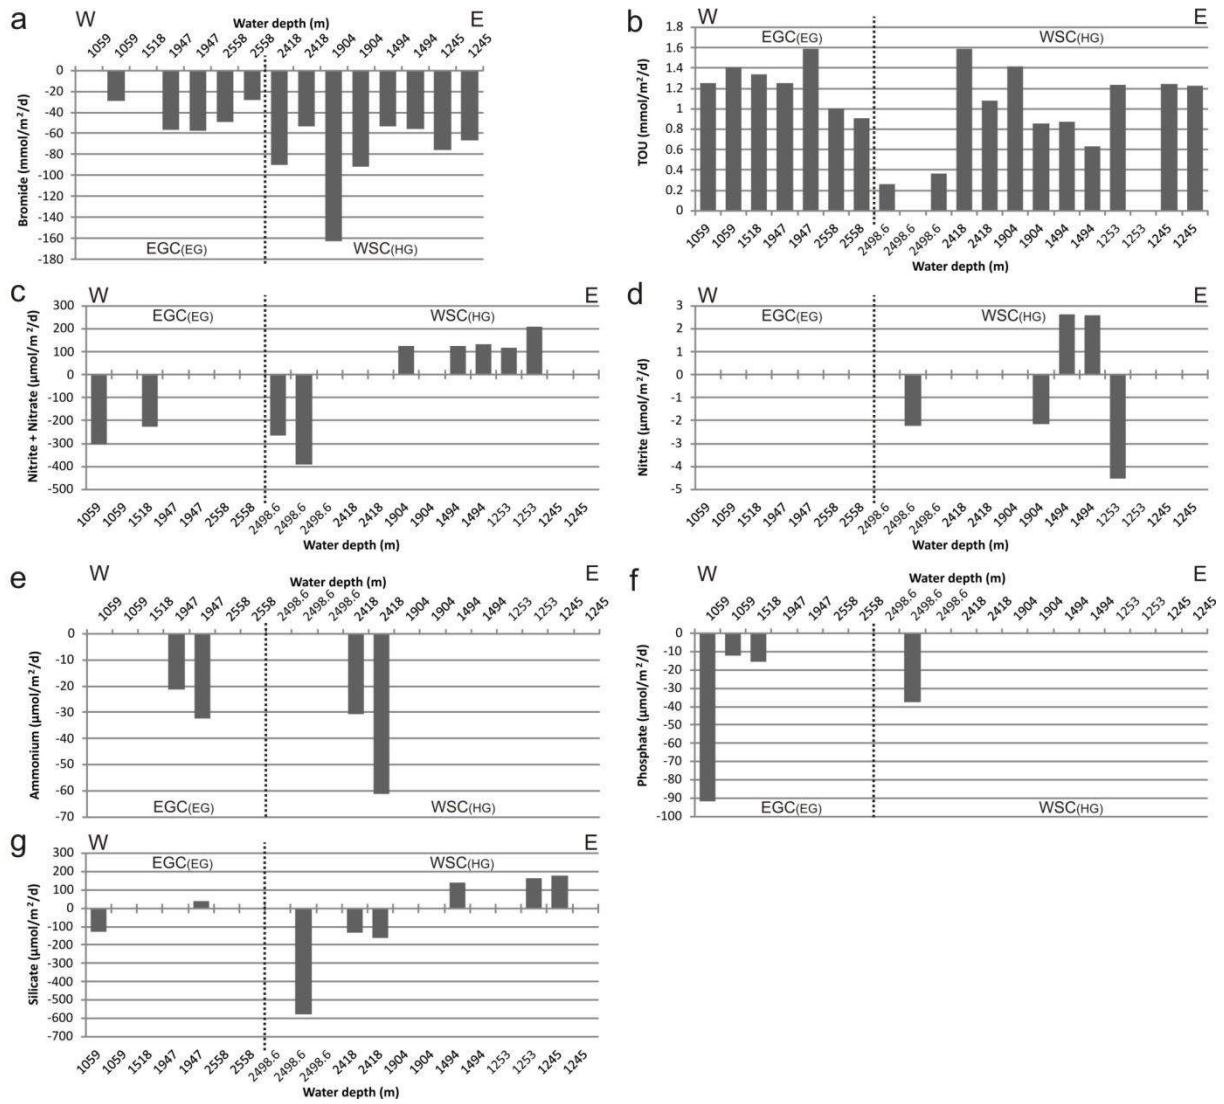 a
W
Water depth (m)
E
1059 1059 1518 1947 1947 2558 2558 2418 2418 1904 1904 1494 1494 1245 1245
0
-20
-40
-60
-80
-100
-120
-140
-160
-180
Bromide (mmol/m²/d)
EGC(EG)
WSC(HG)
b
W
E
EGC(EG)
WSC(HG)
1.8
1.6
1.4
1.2
1
0.8
0.6
0.4
0.2
0
TOU (mmol/m²/d)
1059 1059 1518 1947 1947 2558 2558 2498.6 2498.6 2498.6 2418 2418 1904 1904 1494 1494 1253 1253 1245 1245
Water depth (m)
c
W
E
EGC(EG)
WSC(HG)
300
200
100
0
-100
-200
-300
-400
-500
Nitrite + Nitrate (µmol/m²/d)
1059 1059 1518 1947 1947 2558 2558 2498.6 2498.6 2498.6 2418 2418 1904 1904 1494 1494 1253 1253 1245 1245
Water depth (m)
d
W
E
EGC(EG)
WSC(HG)
3
2
1
0
-1
-2
-3
-4
-5
Nitrite (µmol/m²/d)
1059 1059 1518 1947 1947 2558 2558 2498.6 2498.6 2498.6 2418 2418 1904 1904 1494 1494 1253 1253 1245 1245
Water depth (m)
e
W
Water depth (m)
E
1059 1059 1518 1947 1947 2558 2558 2498.6 2498.6 2498.6 2418 2418 1904 1904 1494 1494 1253 1253 1245 1245
0
-10
-20
-30
-40
-50
-60
-70
Ammonium (µmol/m²/d)
EGC(EG)
WSC(HG)
f
W
Water depth (m)
E
1059 1059 1518 1947 1947 2558 2558 2498.6 2498.6 2498.6 2418 2418 1904 1904 1494 1494 1253 1253 1245 1245
0
-10
-20
-30
-40
-50
-60
-70
-80
-90
-100
Phosphate (µmol/m²/d)
EGC(EG)
WSC(HG)
g
W
E
EGC(EG)
WSC(HG)
300
200
100
0
-100
-200
-300
-400
-500
-600
-700
Silicate (µmol/m²/d)
1059 1059 1518 1947 1947 2558 2558 2498.6 2498.6 2498.6 2418 2418 1904 1904 1494 1494 1253 1253 1245 1245
Water depth (m)